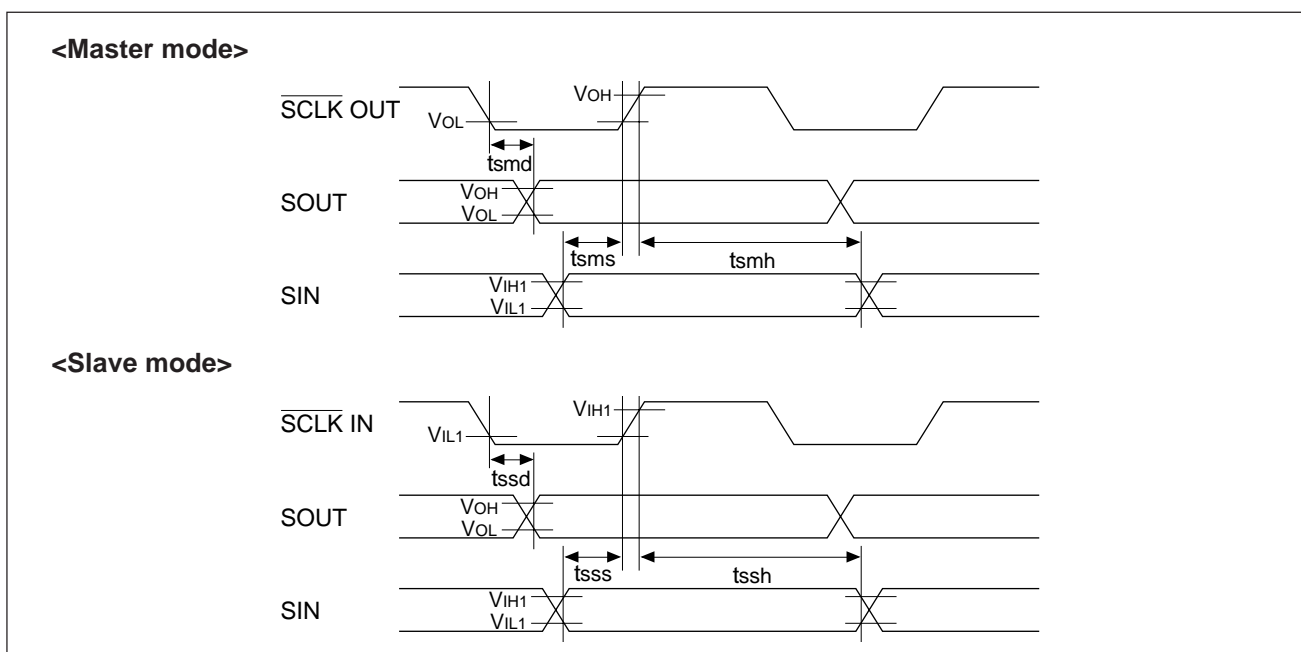 <Master mode>
SCLK OUT
VOH
VOL
tsmd
SOUT
VOH
VOL
tsms
tsmh
SIN
VIH1
VIL1
<Slave mode>
SCLK IN
VIH1
VIL1
tssd
SOUT
VOH
VOL
tsss
tssh
SIN
VIH1
VIL1